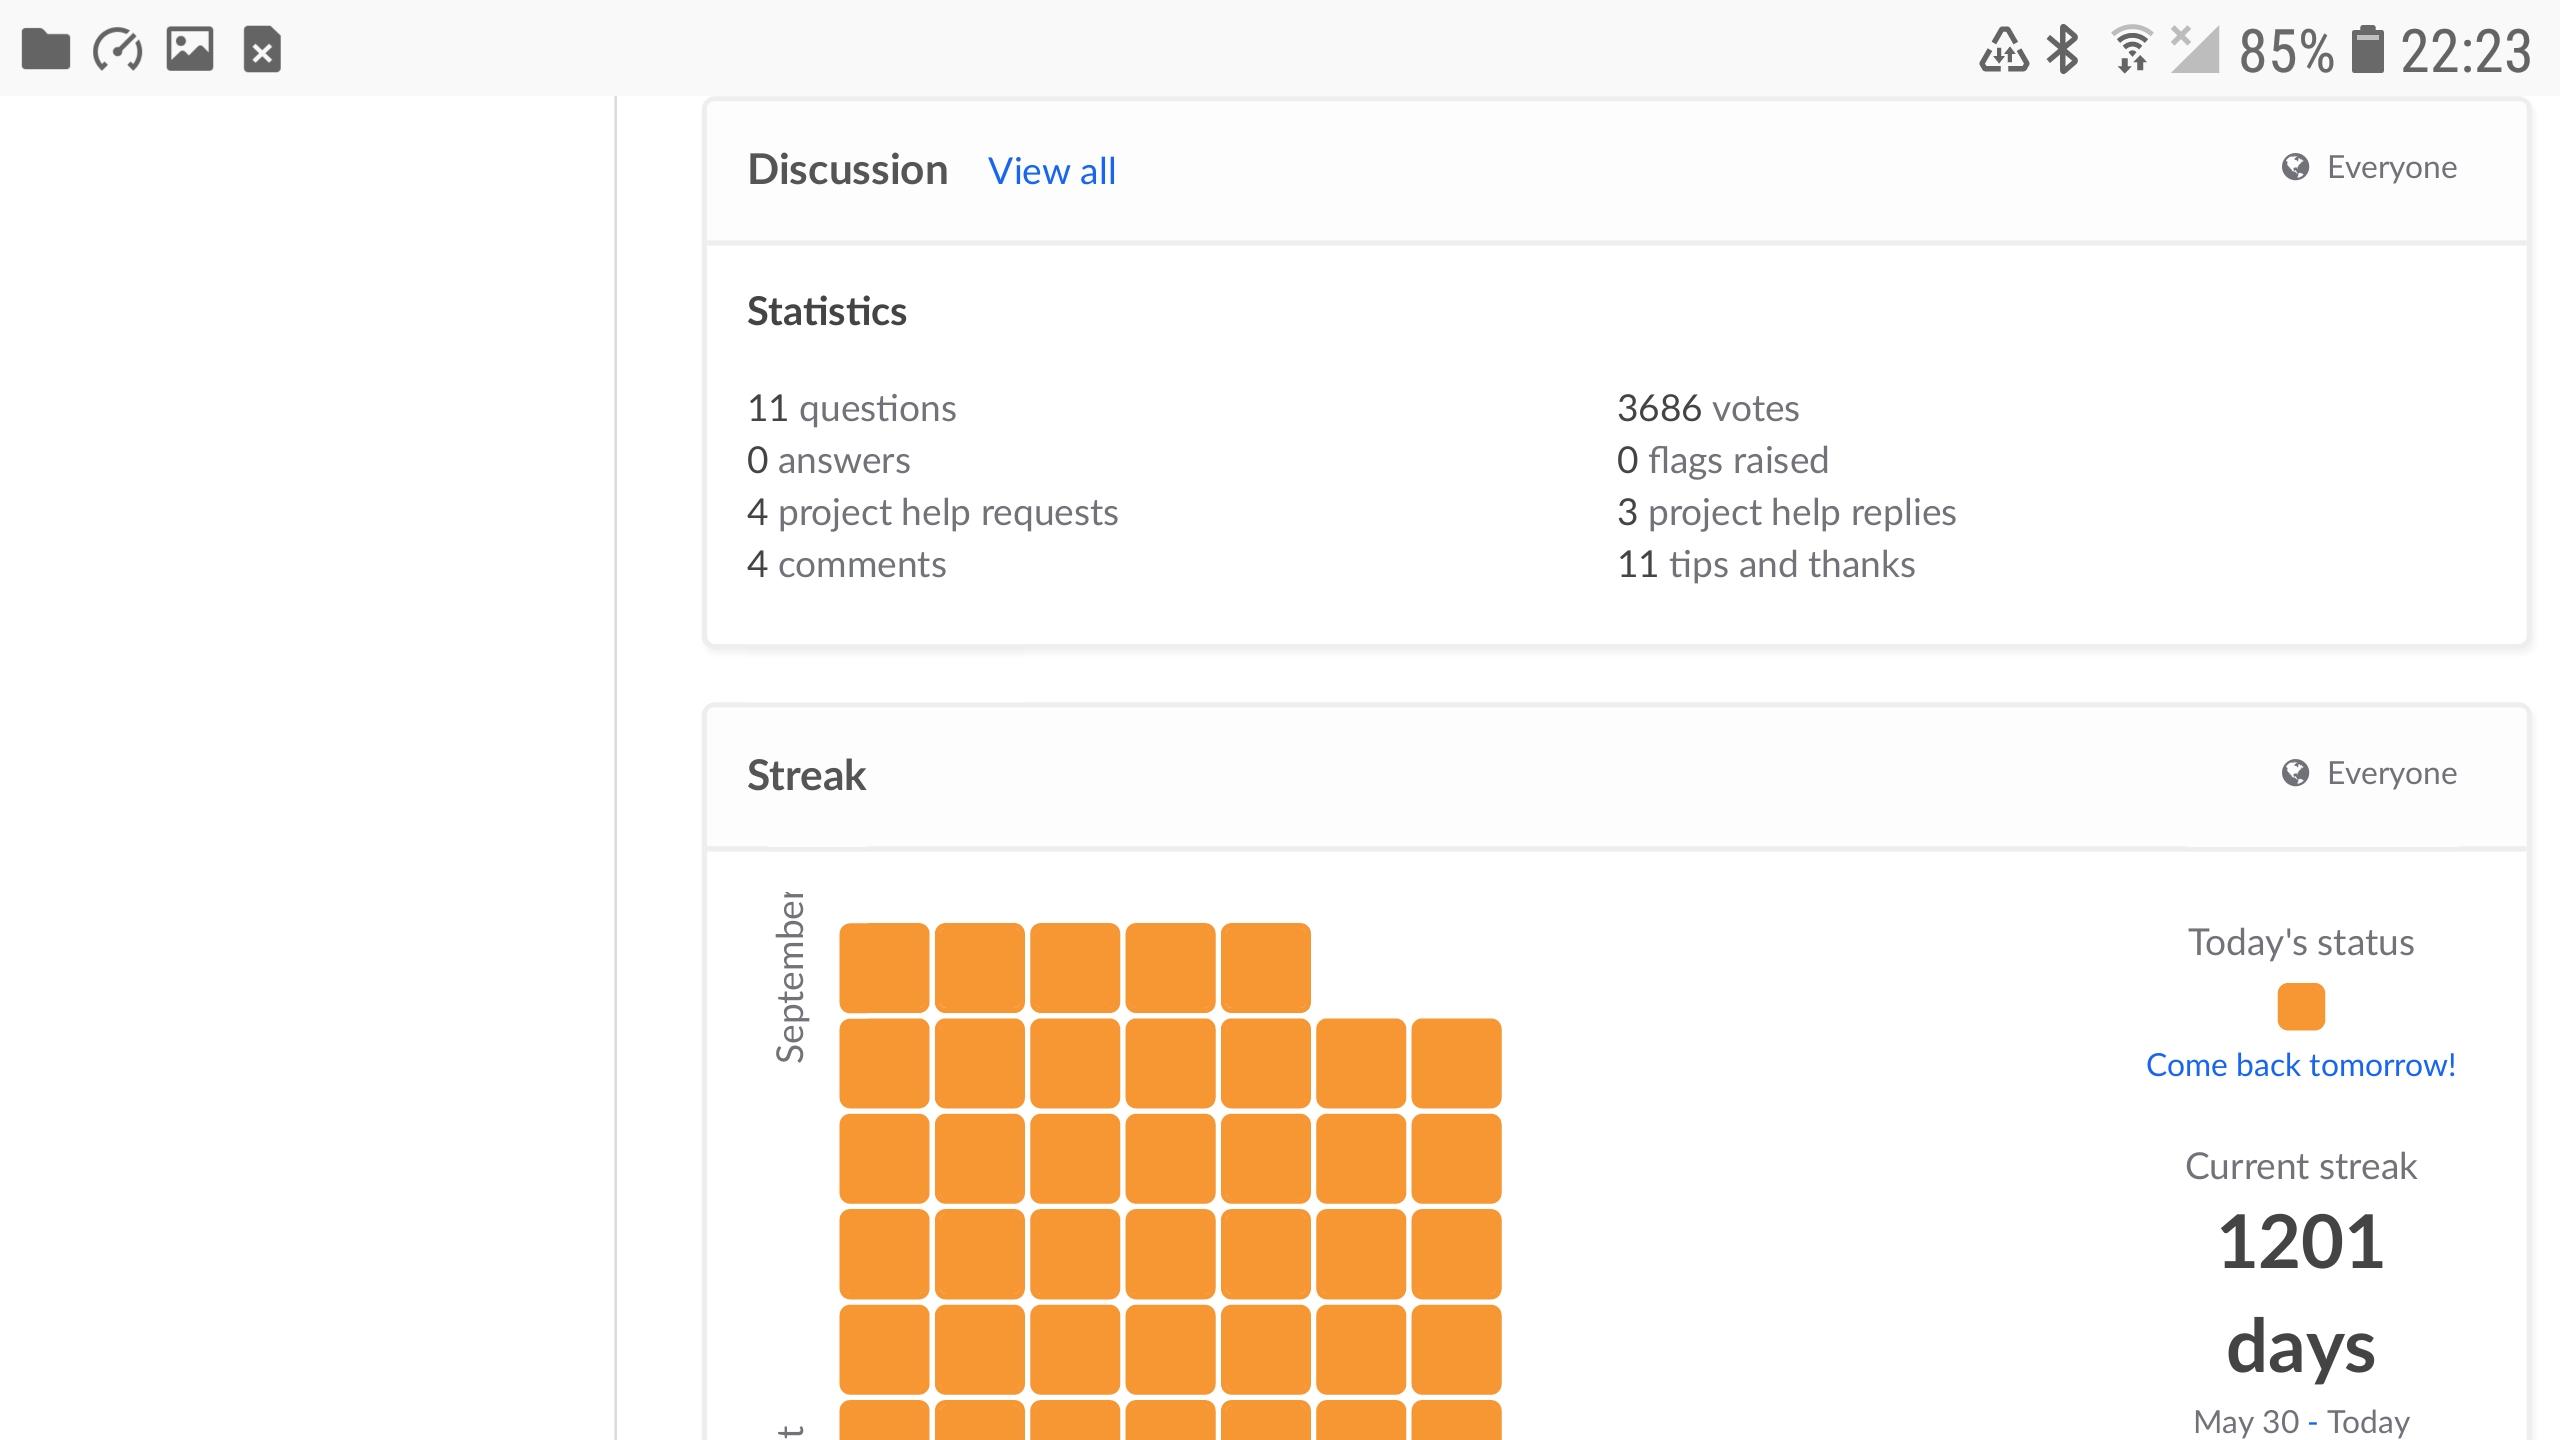 85% 22:23
Discussion View all Everyone
Statistics
11 questions
0 answers
4 project help requests
4 comments
3686 votes
0 flags raised
3 project help replies
11 tips and thanks
Streak Everyone
September
Today's status
Come back tomorrow!
Current streak
1201
days
May 30 - Today
t